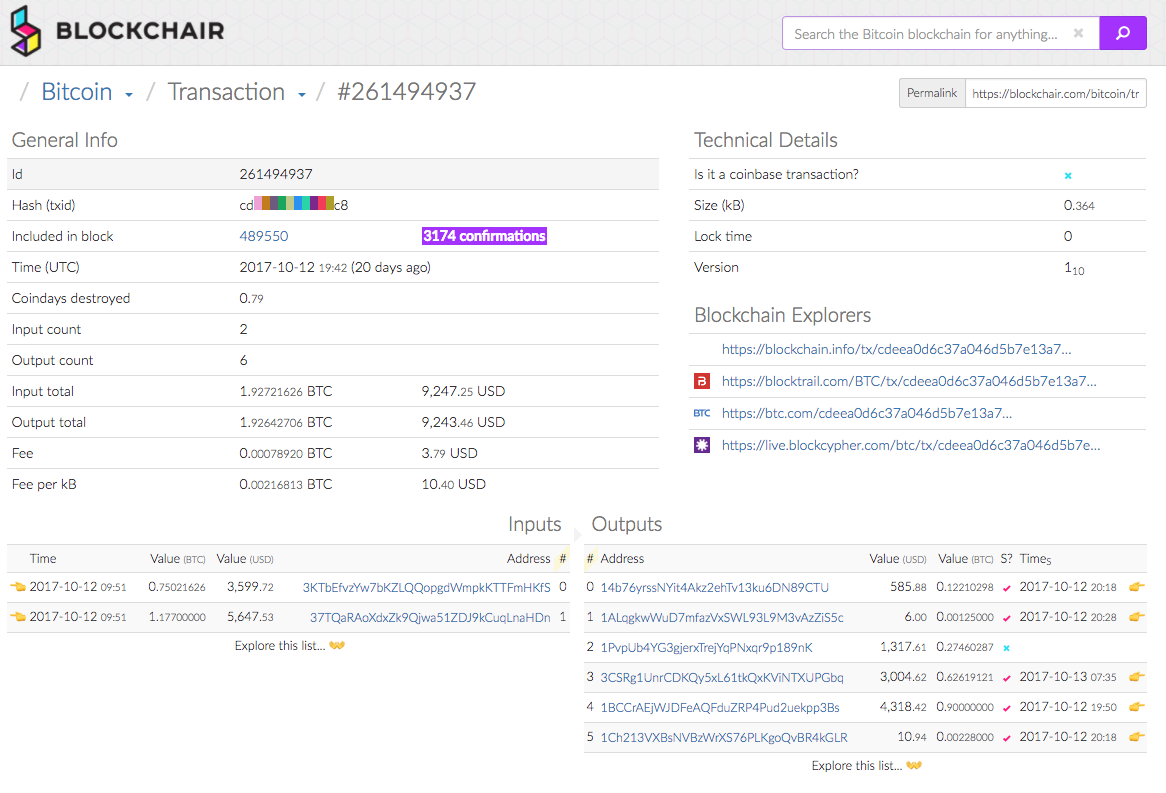 BLOCKCHAIR
Search the Bitcoin blockchain for anything...
/ Bitcoin / Transaction / #261494937
Permalink https://blockchair.com/bitcoin/tr
General Info
Id 261494937
Hash (txid) cd c8
Included in block 489550 3174 confirmations
Time (UTC) 2017-10-12 19:42 (20 days ago)
Coindays destroyed 0.79
Input count 2
Output count 6
Input total 1.92721626 BTC 9,247.25 USD
Output total 1.92642706 BTC 9,243.46 USD
Fee 0.00078920 BTC 3.79 USD
Fee per kB 0.00216813 BTC 10.40 USD
Technical Details
Is it a coinbase transaction?
Size (kB) 0.364
Lock time 0
Version 1 10
Blockchain Explorers
https://blockchain.info/tx/cdeea0d6c37a046d5b7e13a7...
https://blocktrail.com/BTC/tx/cdeea0d6c37a046d5b7e13a7...
BTC https://btc.com/cdeea0d6c37a046d5b7e13a7...
https://live.blockcypher.com/btc/tx/cdeea0d6c37a046d5b7e...
Inputs
Time Value (BTC) Value (USD) Address #
2017-10-12 09:51 0.75021626 3,599.72 3KTbEfvzYw7bKZLQQopgdWmpkKTTFmHKfS 0
2017-10-12 09:51 1.17700000 5,647.53 37TQaRAoXdxZk9Qjwa51ZDJ9kCuqLnaHDn 1
Explore this list...
Outputs
# Address Value (USD) Value (BTC) S? Time S
0 14b76yrssNYit4Akz2ehTv13ku6DN89CTU 585.88 0.12210298 2017-10-12 20:18
1 1ALqgkwWuD7mfazVxSWL93L9M3vAzZiS5c 6.00 0.00125000 2017-10-12 20:28
2 1PvpUb4YG3gjerxTrejYqPNxqr9p189nK 1,317.61 0.27460287
3 3CSRg1UnrCDKQy5xL61tkQxKViNTXUPGbq 3,004.62 0.62619121 2017-10-13 07:35
4 1BCCrAEjWJDFeAQFduZRP4Pud2uekpp3Bs 4,318.42 0.90000000 2017-10-12 19:50
5 1Ch213VXBsNVBzWrXS76PLKgoQvBR4kGLR 10.94 0.00228000 2017-10-12 20:18
Explore this list...